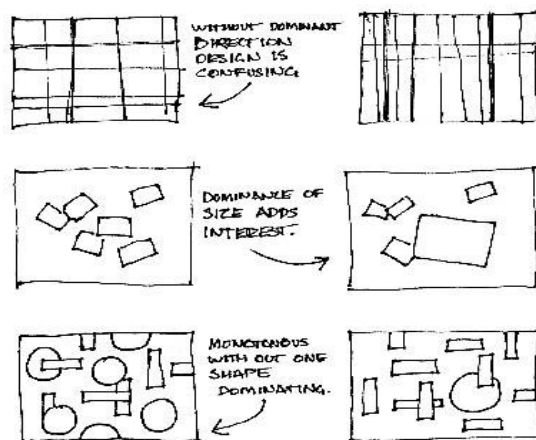 WITHOUT DOMINANT
DIRECTION
DESIGN IS
CONFUSING.
DOMINANCE OF
SIZE ADDS
INTEREST.
MONOTONOUS
WITH OUT ONE
SHAPE
DOMINATING.